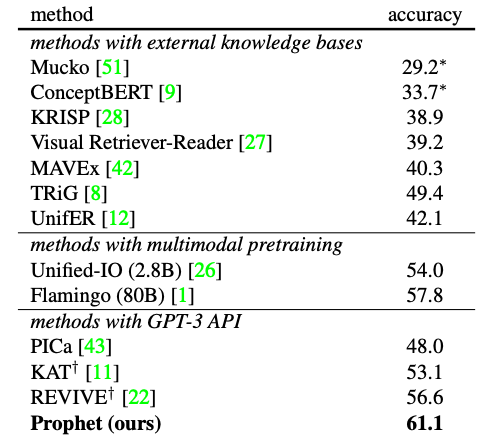 method accuracy
methods with external knowledge bases
Mucko [51] 29.2*
ConceptBERT [9] 33.7*
KRISP [28] 38.9
Visual Retriever-Reader [27] 39.2
MAVEx [42] 40.3
TRiG [8] 49.4
UnifER [12] 42.1
methods with multimodal pretraining
Unified-IO (2.8B) [26] 54.0
Flamingo (80B) [1] 57.8
methods with GPT-3 API
PICa [43] 48.0
KAT† [11] 53.1
REVIVE† [22] 56.6
Prophet (ours) 61.1